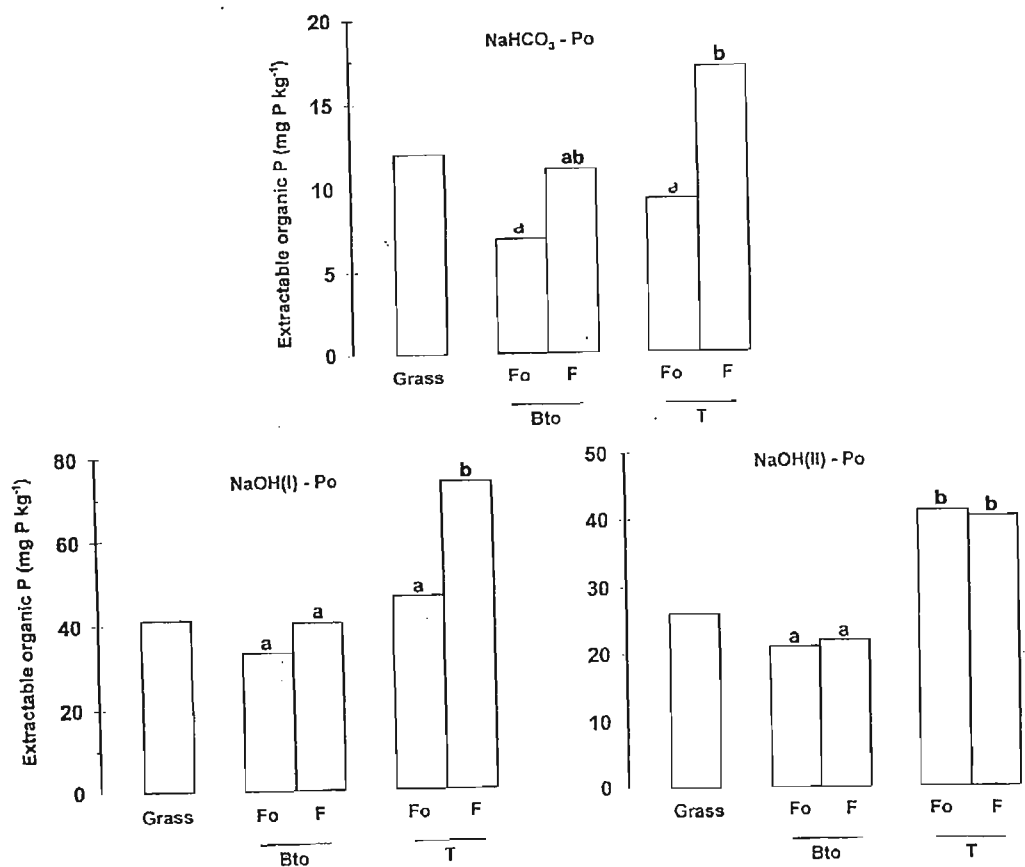 NaHCO₃ - Po
Extractable organic P (mg P kg⁻¹)
20
15
10
5
0
a
ab
a
b
Grass
Fo
F
Fo
F
Bto
T
NaOH(I) - Po
Extractable organic P (mg P kg⁻¹)
80
60
40
20
0
a
a
a
b
Grass
Fo
F
Fo
F
Bto
T
NaOH(II) - Po
50
40
30
20
10
0
a
a
b
b
Grass
Fo
F
Fo
F
Bto
T